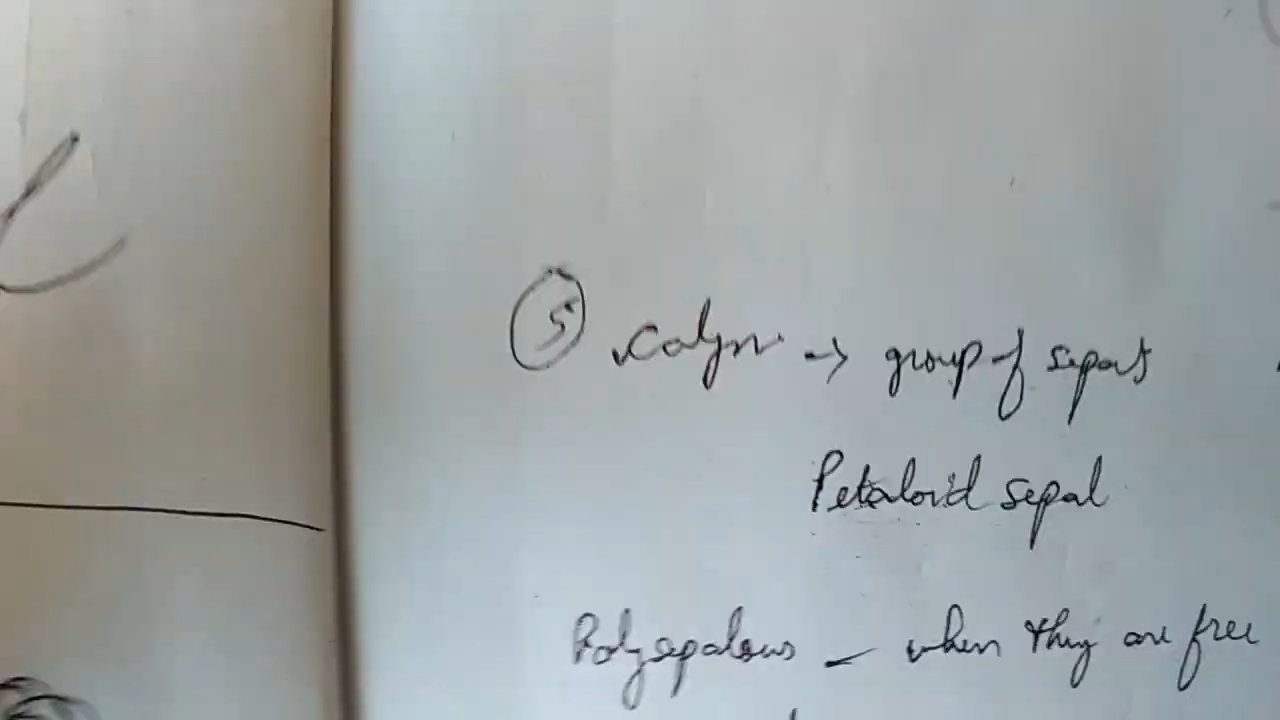 5 Calyx -> group of sepals
Petaloid sepal
Polysepalous - when they are free